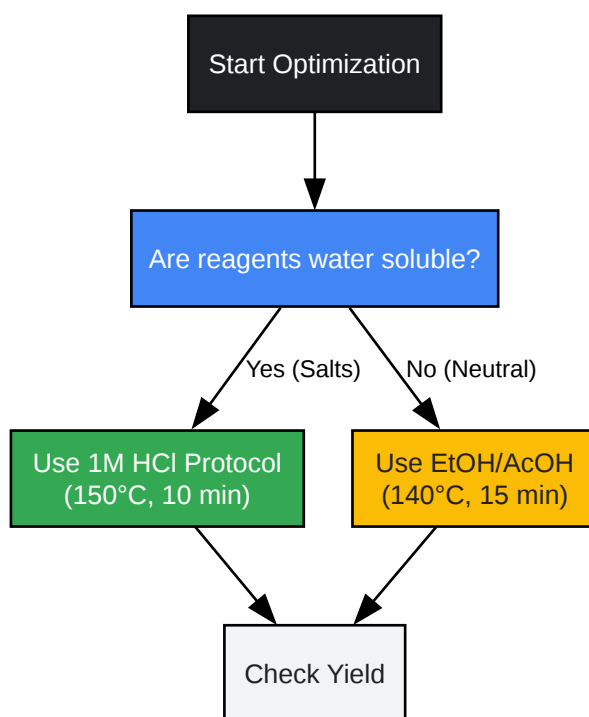 Start Optimization
Are reagents water soluble?
Yes (Salts)
No (Neutral)
Use 1M HCl Protocol
(150°C, 10 min)
Use EtOH/AcOH
(140°C, 15 min)
Check Yield